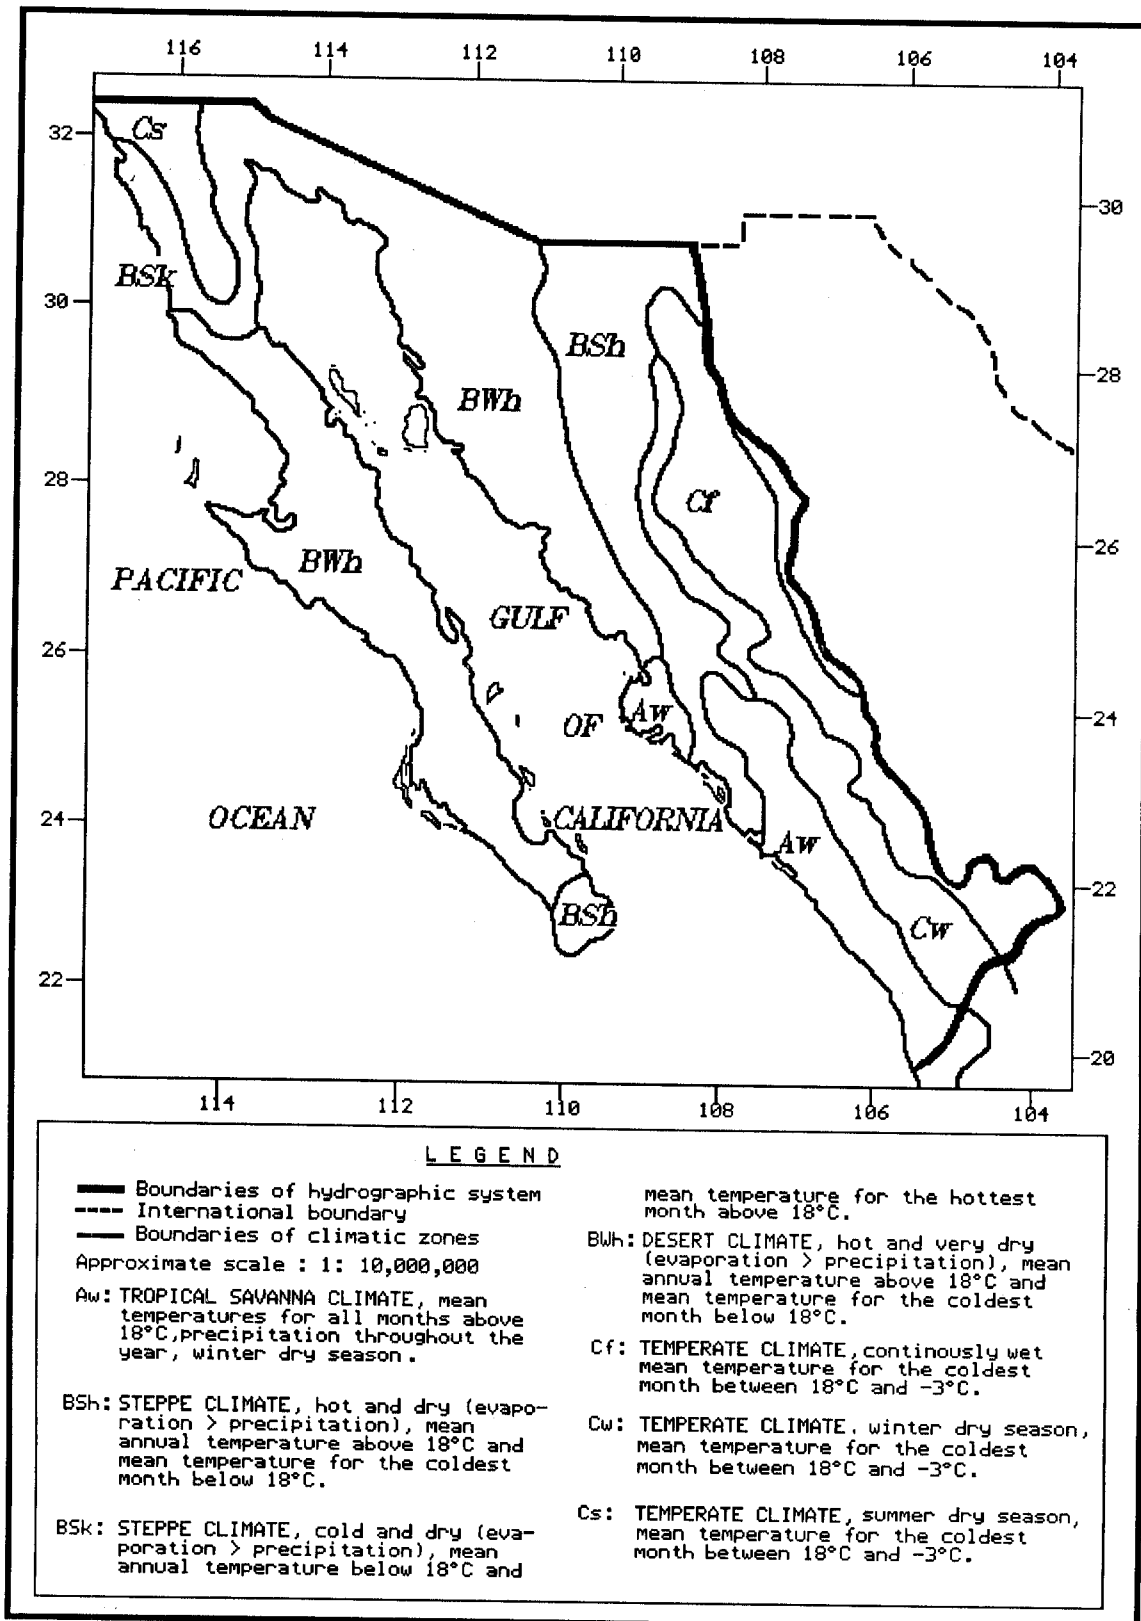 116 114 112 110 108 106 104
32
30
28
26
24
22
30
28
26
24
22
20
Cs
BSk
BSh
BWh
Cf
BWh
PACIFIC
GULF
OF
Aw
OCEAN
CALIFORNIA
Aw
BSh
Cw
114 112 110 108 106 104
LEGEND
Boundaries of hydrographic system
International boundary
Boundaries of climatic zones
Approximate scale : 1: 10,000,000
Aw: TROPICAL SAVANNA CLIMATE, mean
temperatures for all months above
18°C,precipitation throughout the
year, winter dry season.
BSh: STEPPE CLIMATE, hot and dry (evapo-
ration > precipitation), mean
annual temperature above 18°C and
mean temperature for the coldest
month below 18°C.
BSk: STEPPE CLIMATE, cold and dry (eva-
poration > precipitation), mean
annual temperature below 18°C and
mean temperature for the hottest
month above 18°C.
BWh: DESERT CLIMATE, hot and very dry
(evaporation > precipitation), mean
annual temperature above 18°C and
mean temperature for the coldest
month below 18°C.
Cf: TEMPERATE CLIMATE,continously wet
mean temperature for the coldest
month between 18°C and -3°C.
Cw: TEMPERATE CLIMATE. winter dry season,
mean temperature for the coldest
month between 18°C and -3°C.
Cs: TEMPERATE CLIMATE, summer dry season,
mean temperature for the coldest
month between 18°C and -3°C.